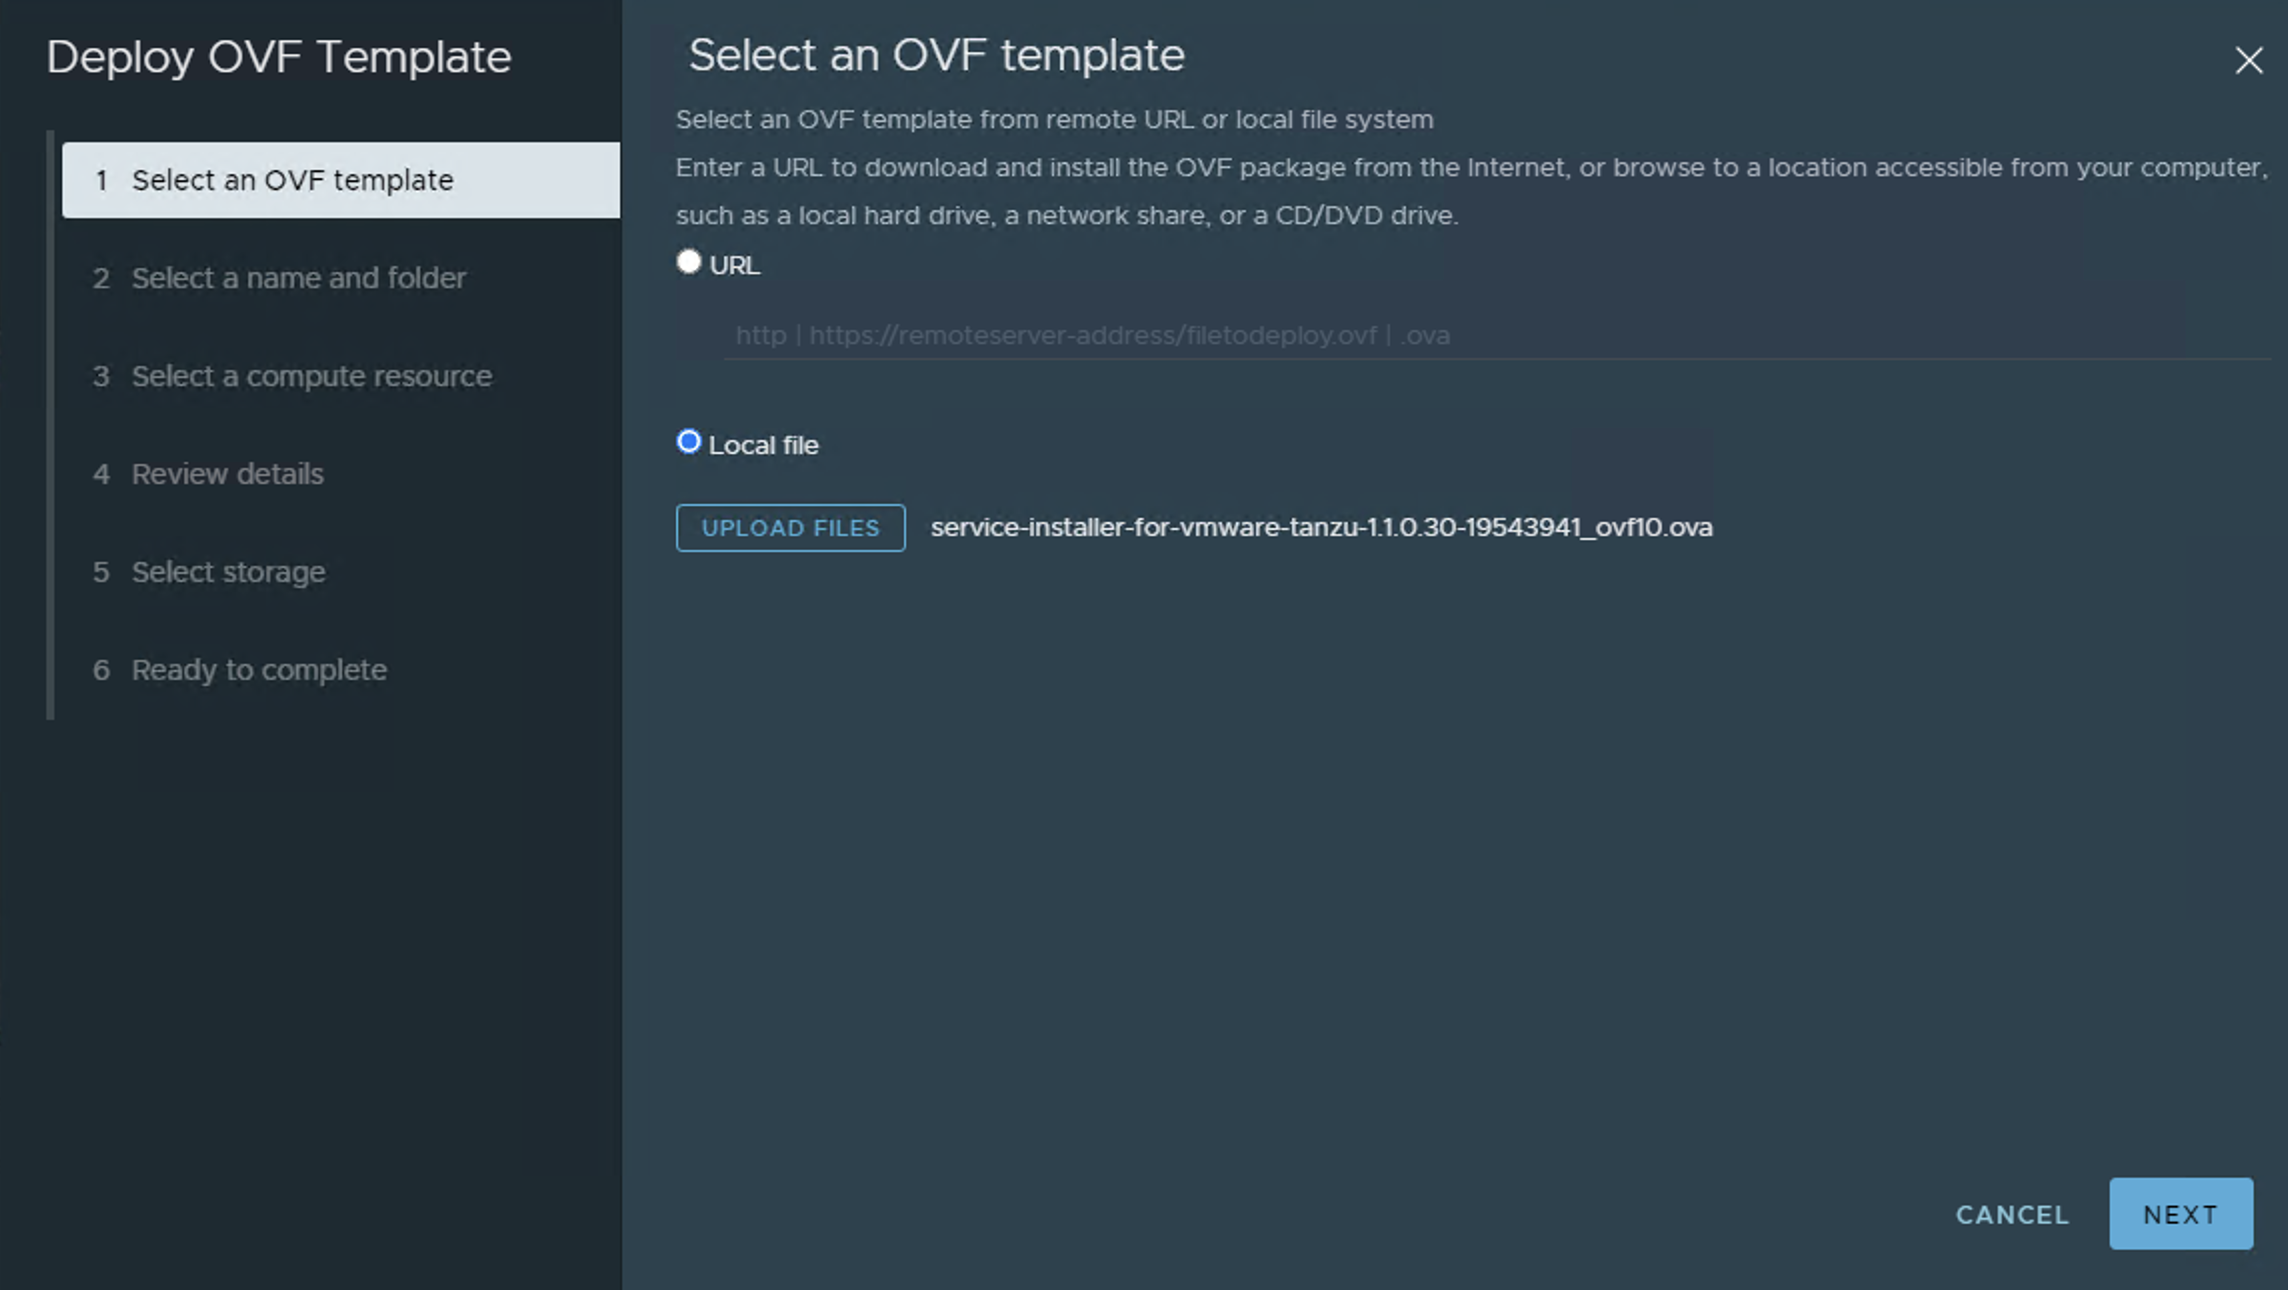 Deploy OVF Template
1 Select an OVF template
2 Select a name and folder
3 Select a compute resource
4 Review details
5 Select storage
6 Ready to complete
Select an OVF template
Select an OVF template from remote URL or local file system
Enter a URL to download and install the OVF package from the Internet, or browse to a location accessible from your computer,
such as a local hard drive, a network share, or a CD/DVD drive.
URL
http | https://remoteserver-address/filetodeploy.ovf | .ova
Local file
UPLOAD FILES service-installer-for-vmware-tanzu-1.1.0.30-19543941_ovf10.ova
CANCEL NEXT